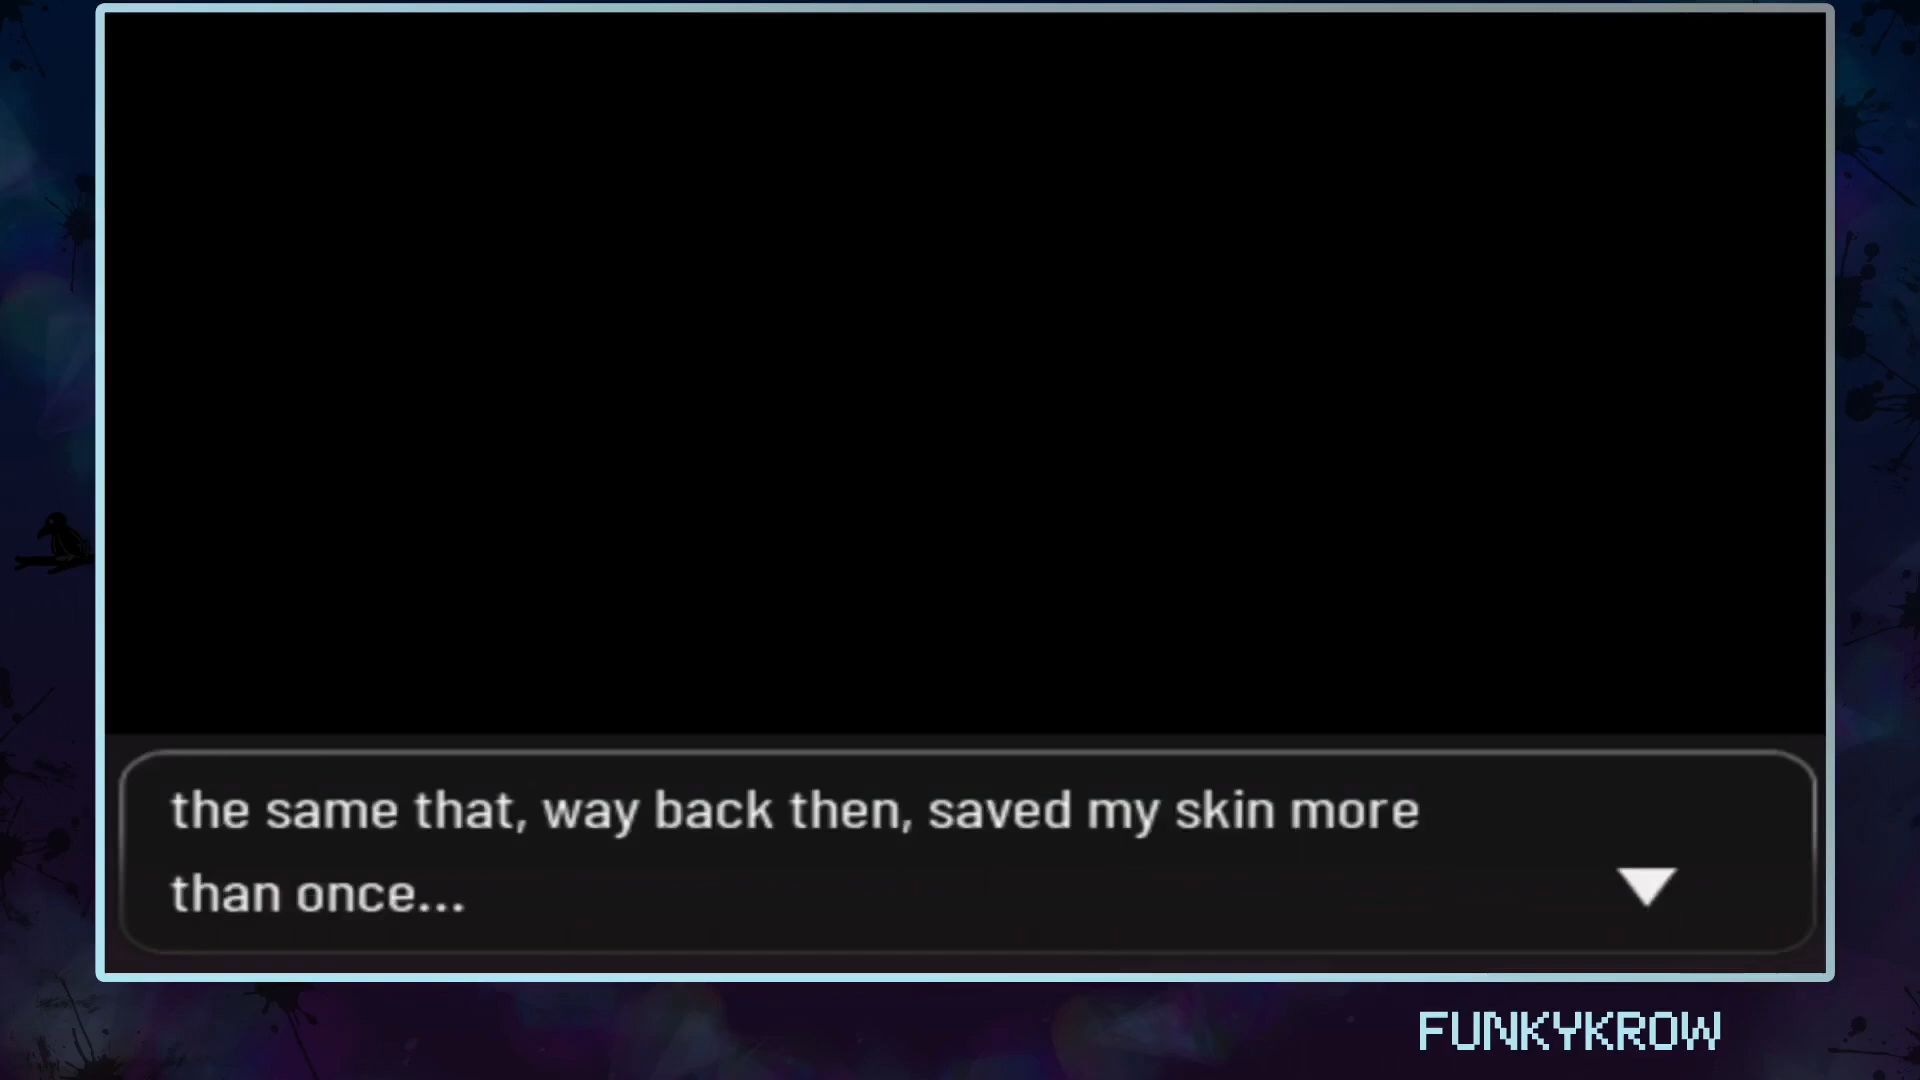 the same that, way back then, saved my skin more
than once...
FUNKYKROW